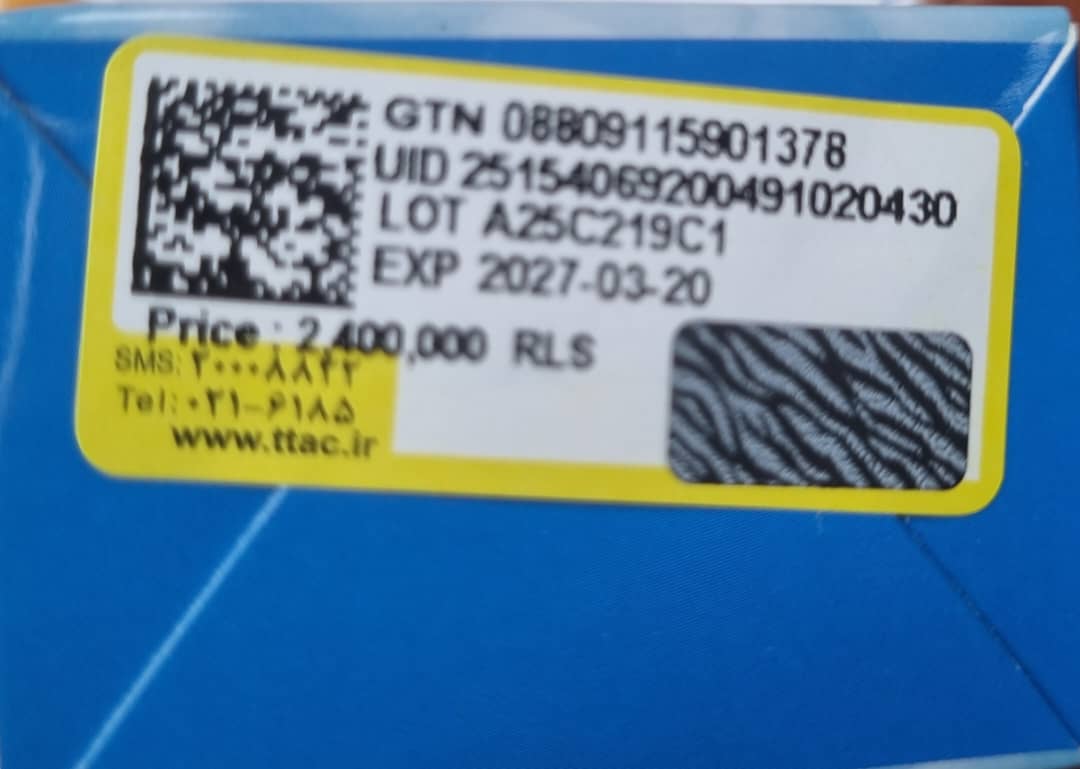 GTN 08809115901378
UID 25154069200491020430
LOT A25C219C1
EXP 2027-03-20
Price : 2,400,000 RLS
SMS: ۲۰۰۰۸۸۲۲
Tel: ۰۲۱-۶۱۸۵
www.ttac.ir